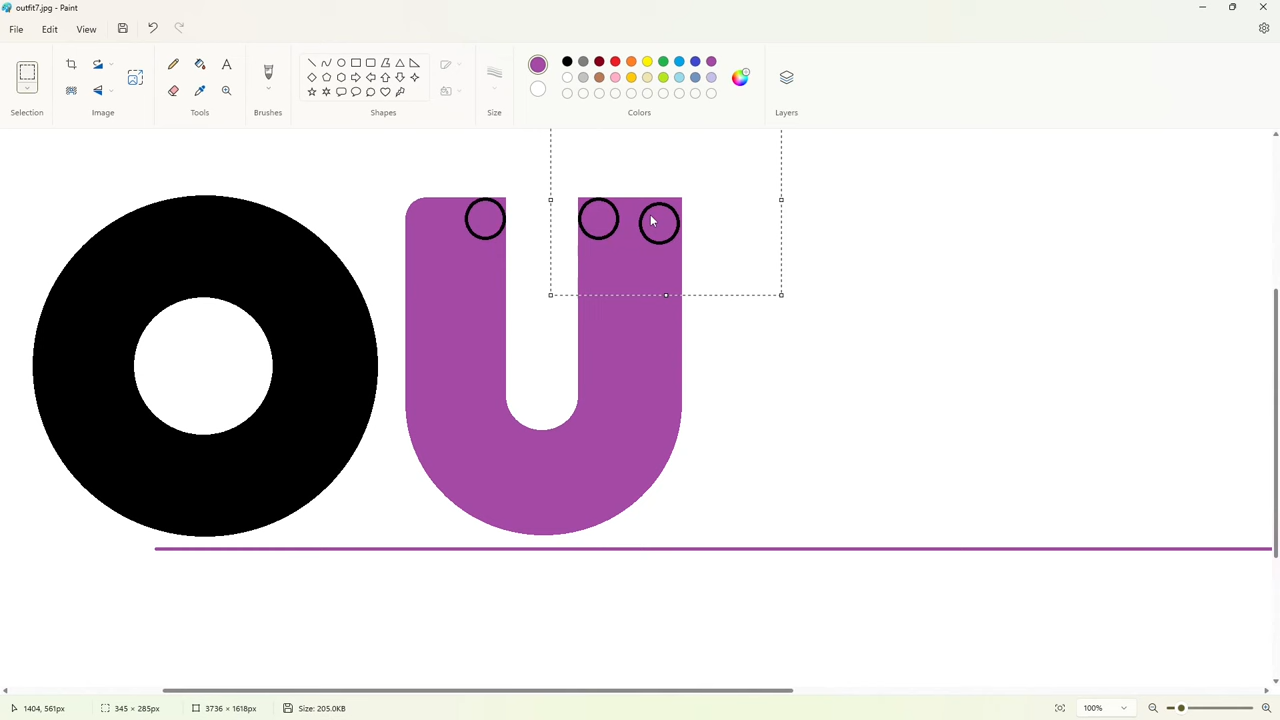 outfit7.jpg - Paint
File Edit View
Selection Image Tools Brushes Shapes Size Colors Layers
OU
1404, 561px 345 × 285px 3736 × 1618px Size: 205.0KB 100%